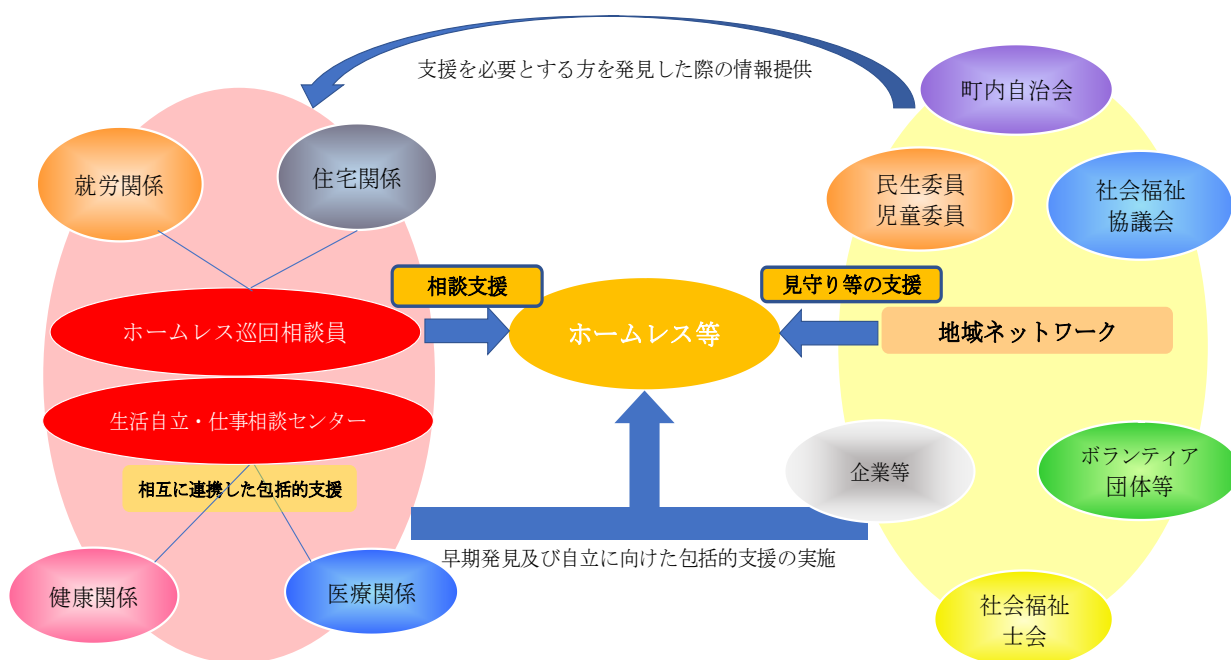 支援を必要とする方を発見した際の情報提供
町内自治会
就労関係
住宅関係
民生委員
児童委員
社会福祉
協議会
相談支援
見守り等の支援
ホームレス巡回相談員
ホームレス等
地域ネットワーク
生活自立・仕事相談センター
相互に連携した包括的支援
企業等
ボランティア
団体等
早期発見及び自立に向けた包括的支援の実施
健康関係
医療関係
社会福祉
士会